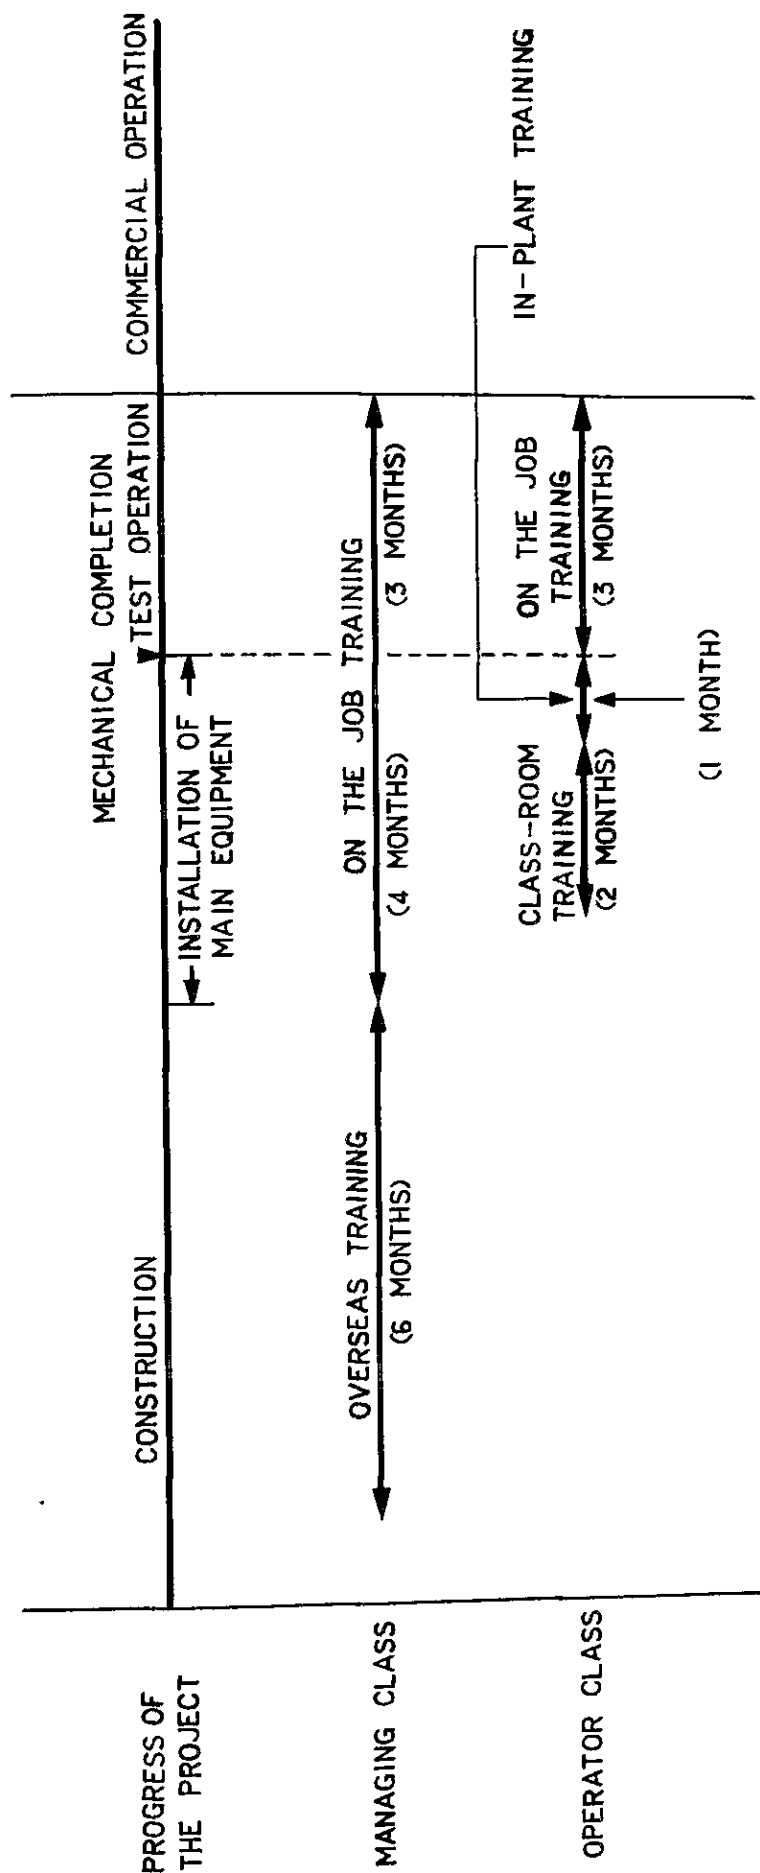 PROGRESS OF
THE PROJECT
CONSTRUCTION
MECHANICAL COMPLETION
TEST OPERATION
COMMERCIAL OPERATION
INSTALLATION OF
MAIN EQUIPMENT
MANAGING CLASS
OVERSEAS TRAINING
(6 MONTHS)
ON THE JOB TRAINING
(4 MONTHS)
(3 MONTHS)
OPERATOR CLASS
CLASS-ROOM
TRAINING
(2 MONTHS)
(1 MONTH)
ON THE JOB
TRAINING
(3 MONTHS)
IN-PLANT TRAINING